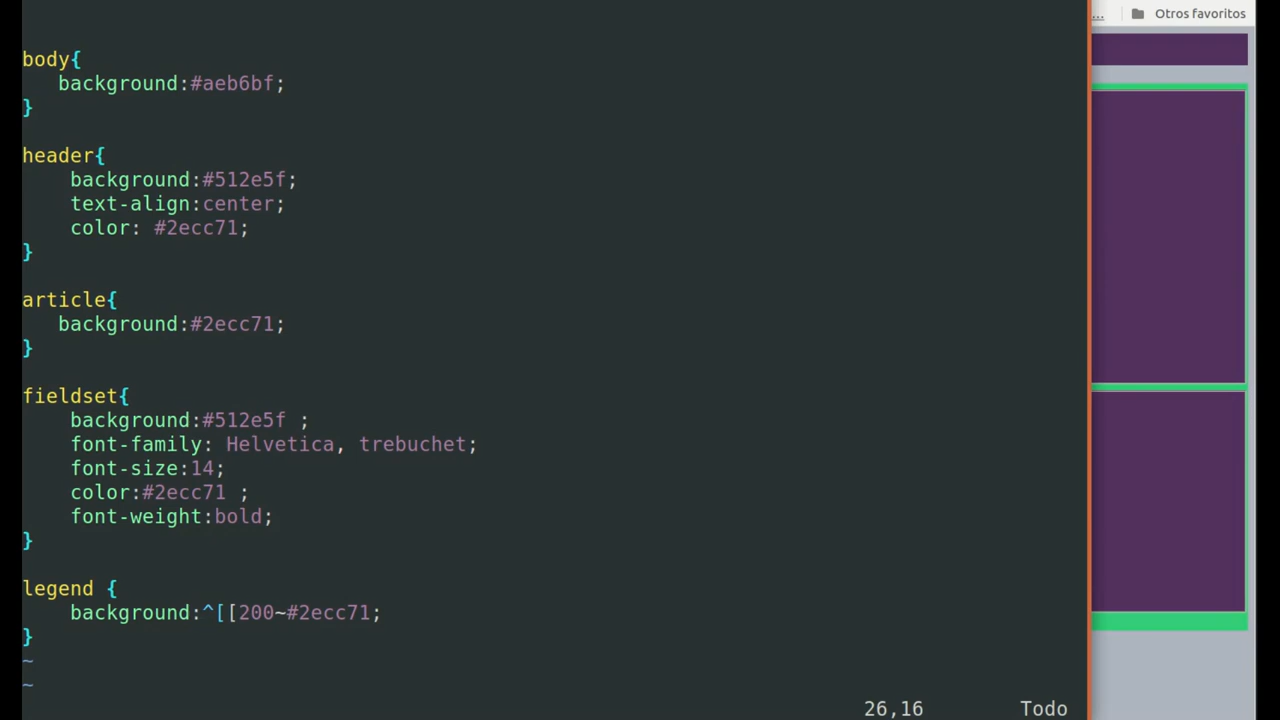 ... Otros favoritos
body{
background:#aeb6bf;
}
header{
background:#512e5f;
text-align:center;
color: #2ecc71;
}
article{
background:#2ecc71;
}
fieldset{
background:#512e5f ;
font-family: Helvetica, trebuchet;
font-size:14;
color:#2ecc71 ;
font-weight:bold;
}
legend {
background:^[[200~#2ecc71;
}
~
~
26,16 Todo